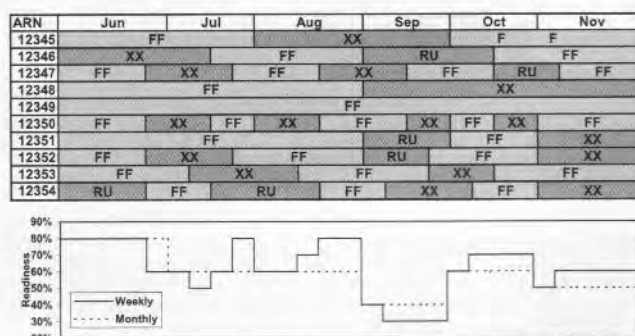 ARN Jun Jul Aug Sep Oct Nov
12345 FF XX F F
12346 XX FF RU FF
12347 FF XX FF XX FF RU FF
12348 FF XX
12349 FF
12350 FF XX FF XX FF XX FF XX FF
12351 FF RU FF XX
12352 FF XX FF RU FF XX
12353 FF XX FF XX FF
12354 RU FF RU FF XX FF XX
90%
80%
70%
60%
50%
40%
30%
Readiness
Weekly
Monthly